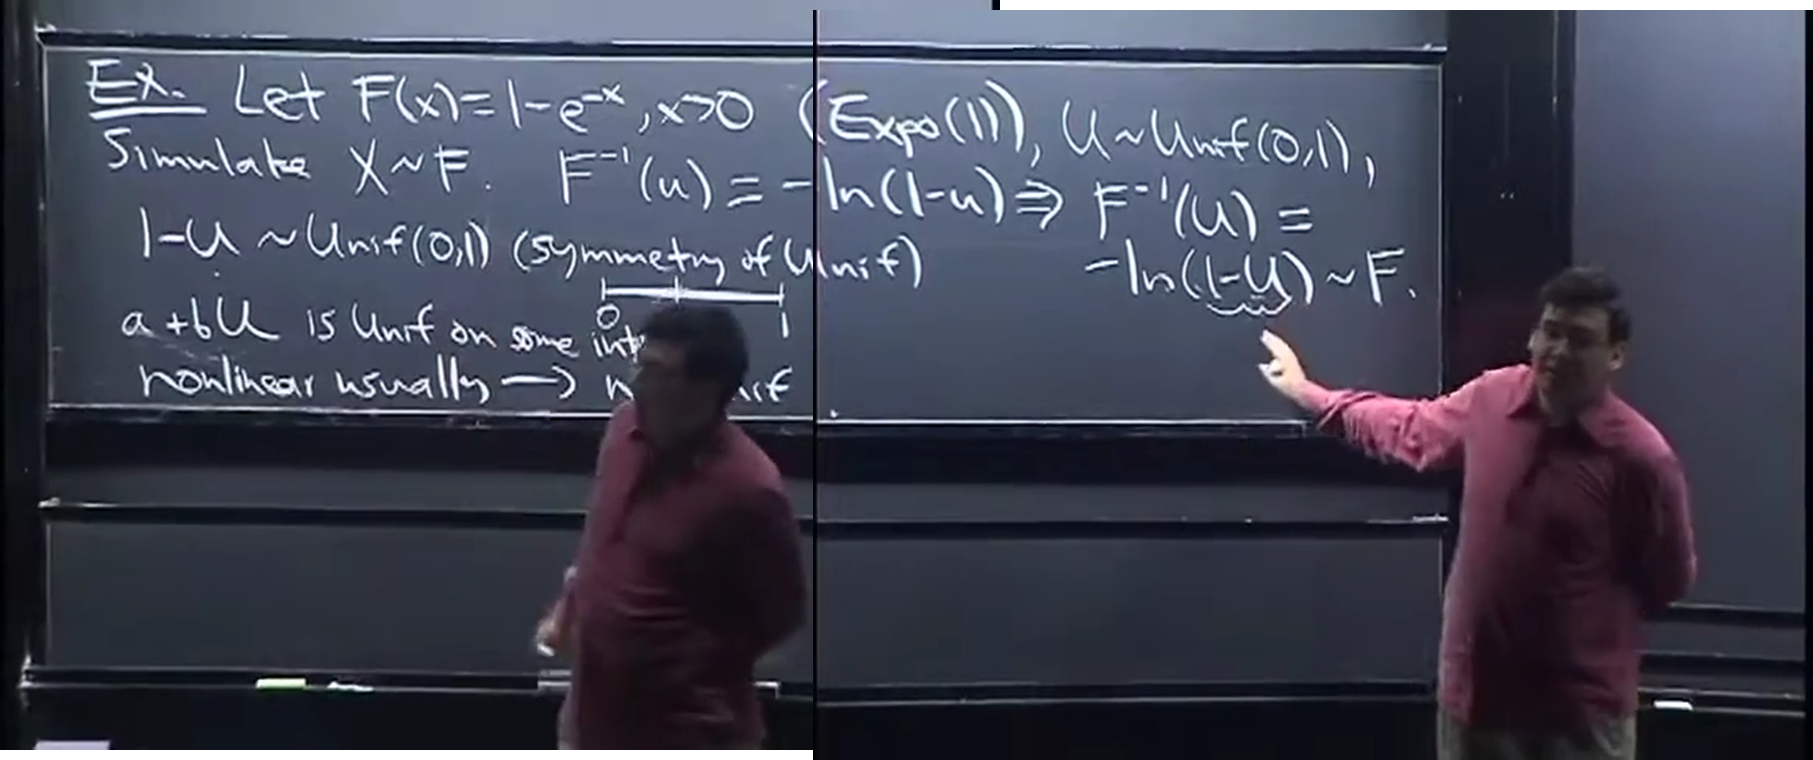 Ex. Let F(x)=1-e^{-x}, x>0 (Expo(1)), U~Unif(0,1),
Simulate X~F. F^{-1}(u) = -ln(1-u) ⇒ F^{-1}(U) =
-ln(1-U) ~ F.
1-U ~ Unif(0,1) (symmetry of Unif)
0 1
a+bU is Unif on some
nonlinear usually →